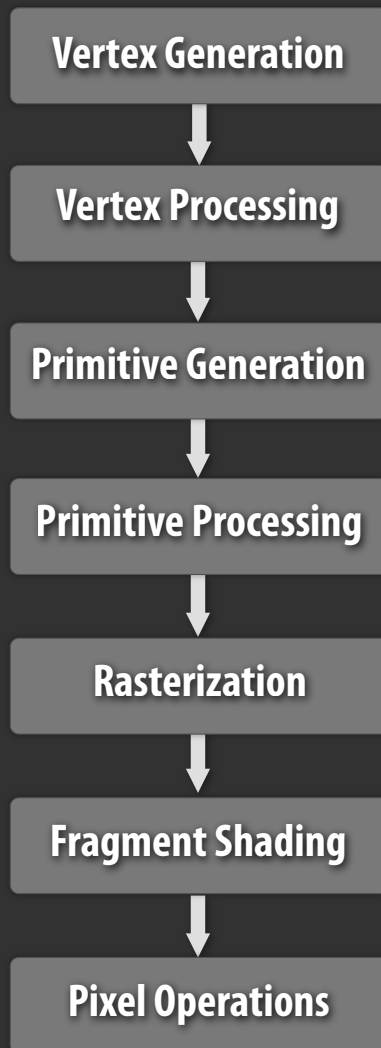 Vertex Generation
Vertex Processing
Primitive Generation
Primitive Processing
Rasterization
Fragment Shading
Pixel Operations